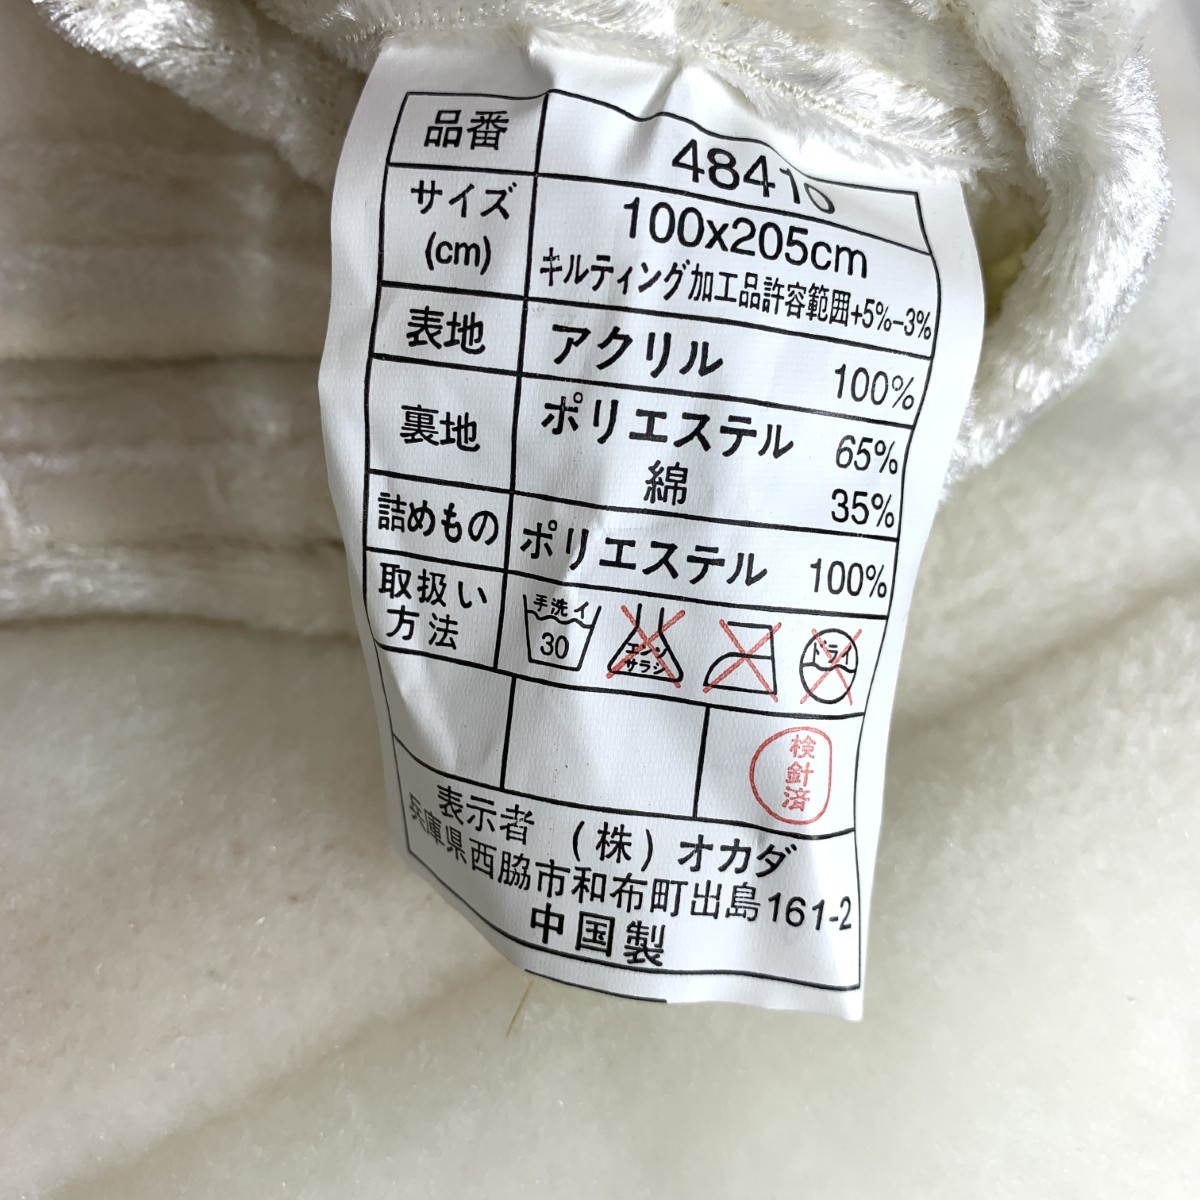 品番 48416
サイズ 100x205cm
(cm) キルティング加工品許容範囲+5%-3%
表地 アクリル 100%
裏地 ポリエステル 65%
綿 35%
詰めもの ポリエステル 100%
取扱い
方法
手洗イ
30
エンソ
サラシ
ドライ
検
針
済
表示者 (株) オカダ
兵庫県西脇市和布町出島161-2
中国製